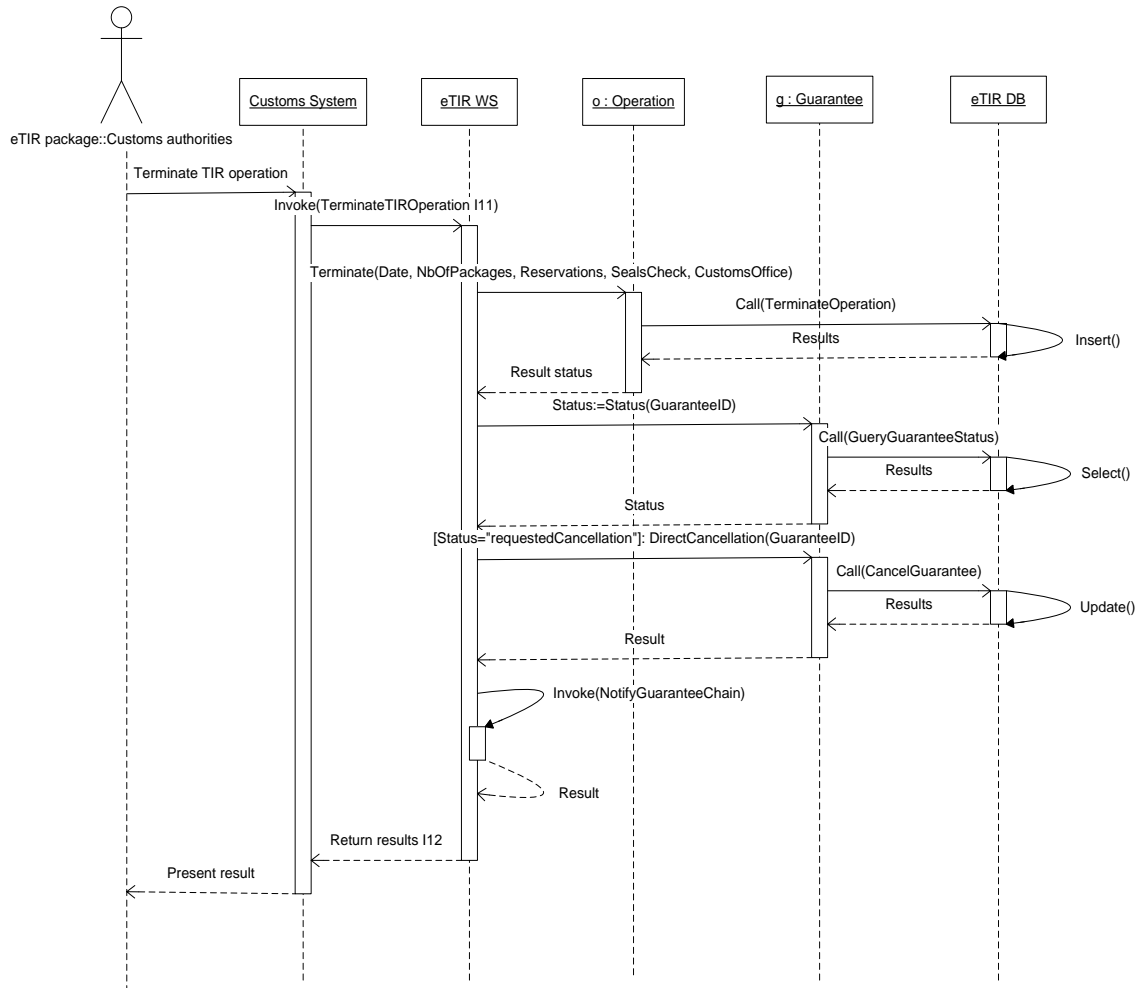 Customs System
eTIR WS
o : Operation
g : Guarantee
eTIR DB
eTIR package::Customs authorities
Terminate TIR operation
Invoke(TerminateTIROperation I11)
Terminate(Date, NbOfPackages, Reservations, SealsCheck, CustomsOffice)
Call(TerminateOperation)
Results
Insert()
Result status
Status:=Status(GuaranteeID)
Call(GueryGuaranteeStatus)
Results
Select()
Status
[Status="requestedCancellation"]: DirectCancellation(GuaranteeID)
Call(CancelGuarantee)
Results
Update()
Result
Invoke(NotifyGuaranteeChain)
Result
Return results I12
Present result